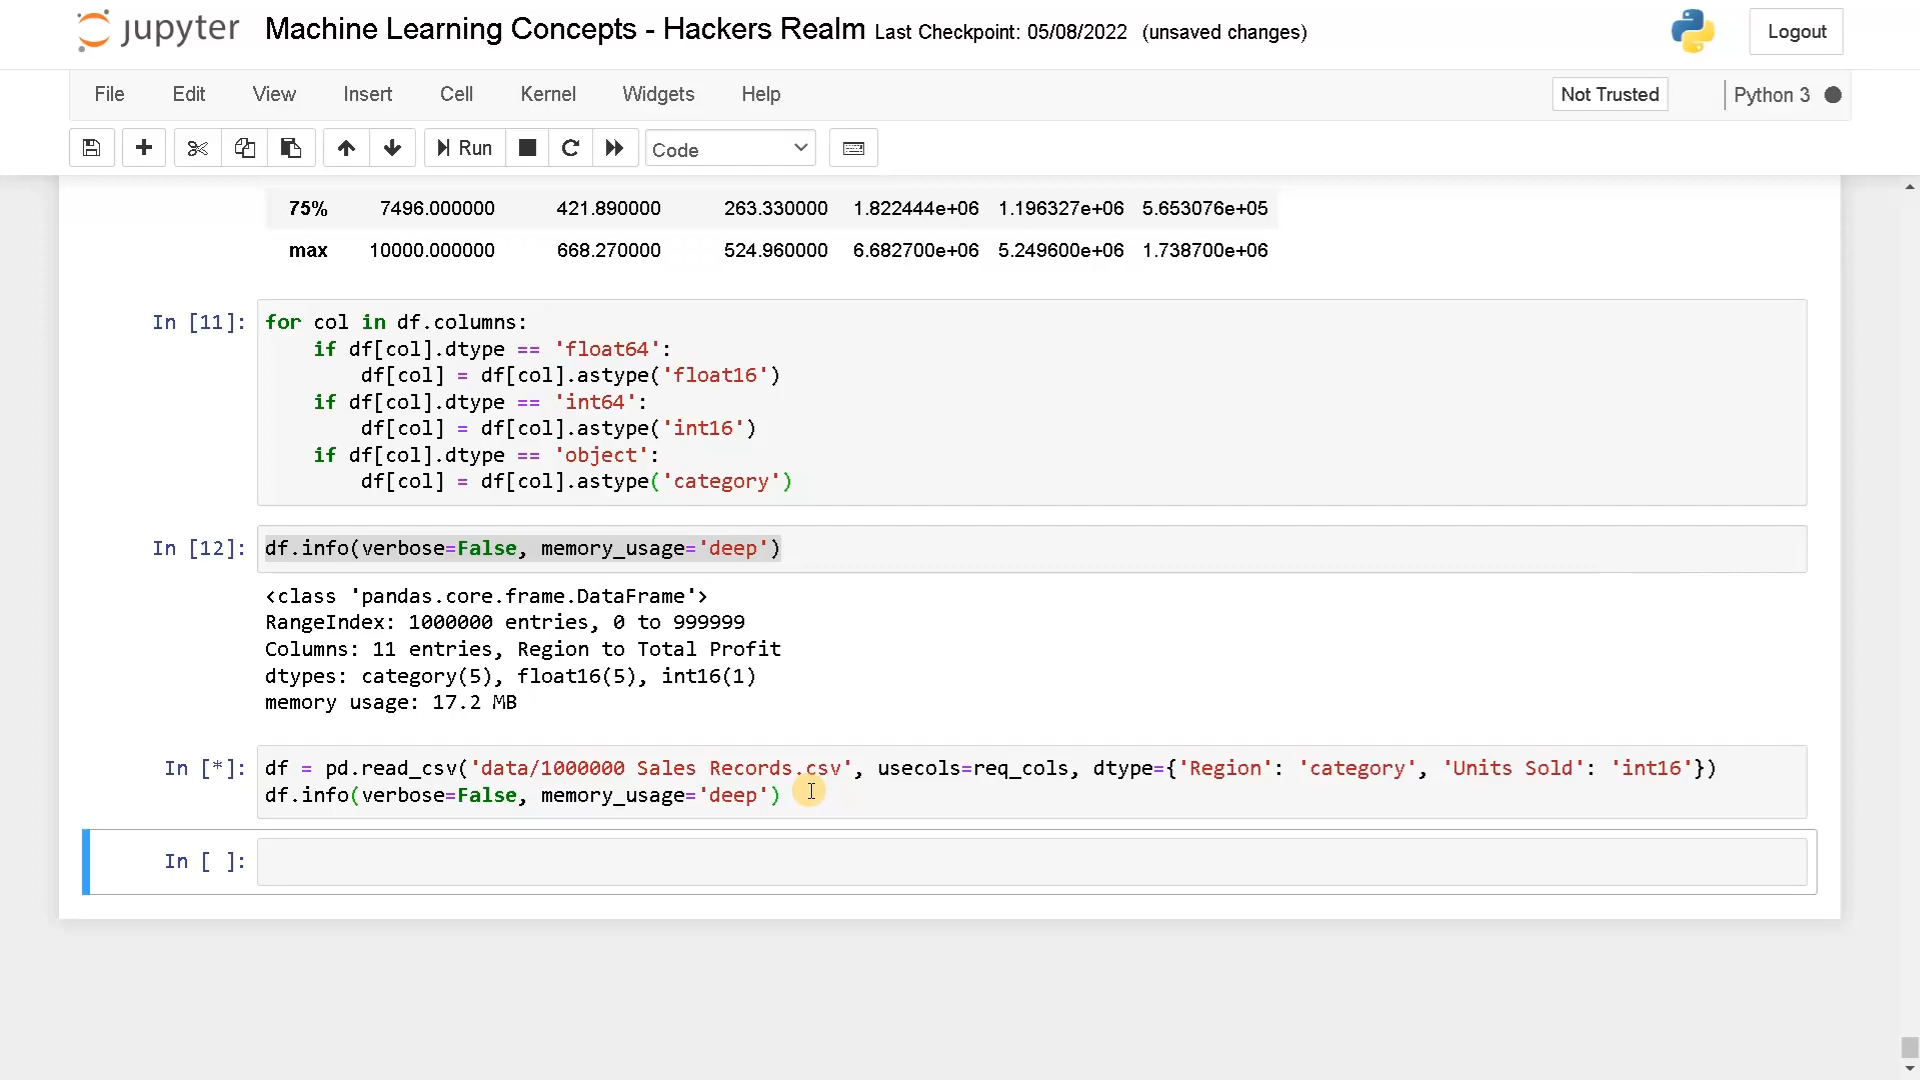 jupyter Machine Learning Concepts - Hackers Realm Last Checkpoint: 05/08/2022 (unsaved changes) Logout
File Edit View Insert Cell Kernel Widgets Help Not Trusted Python 3
Run Code
75% 7496.000000 421.890000 263.330000 1.822444e+06 1.196327e+06 5.653076e+05
max 10000.000000 668.270000 524.960000 6.682700e+06 5.249600e+06 1.738700e+06
In [11]: for col in df.columns:
    if df[col].dtype == 'float64':
        df[col] = df[col].astype('float16')
    if df[col].dtype == 'int64':
        df[col] = df[col].astype('int16')
    if df[col].dtype == 'object':
        df[col] = df[col].astype('category')
In [12]: df.info(verbose=False, memory_usage='deep')
<class 'pandas.core.frame.DataFrame'>
RangeIndex: 1000000 entries, 0 to 999999
Columns: 11 entries, Region to Total Profit
dtypes: category(5), float16(5), int16(1)
memory usage: 17.2 MB
In [*]: df = pd.read_csv('data/1000000 Sales Records.csv', usecols=req_cols, dtype={'Region': 'category', 'Units Sold': 'int16'})
df.info(verbose=False, memory_usage='deep')
In [ ]: